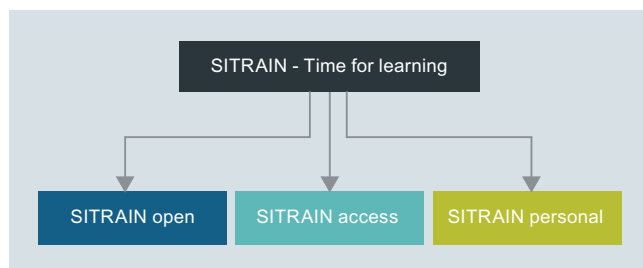 SITRAIN - Time for learning
SITRAIN open
SITRAIN access
SITRAIN personal